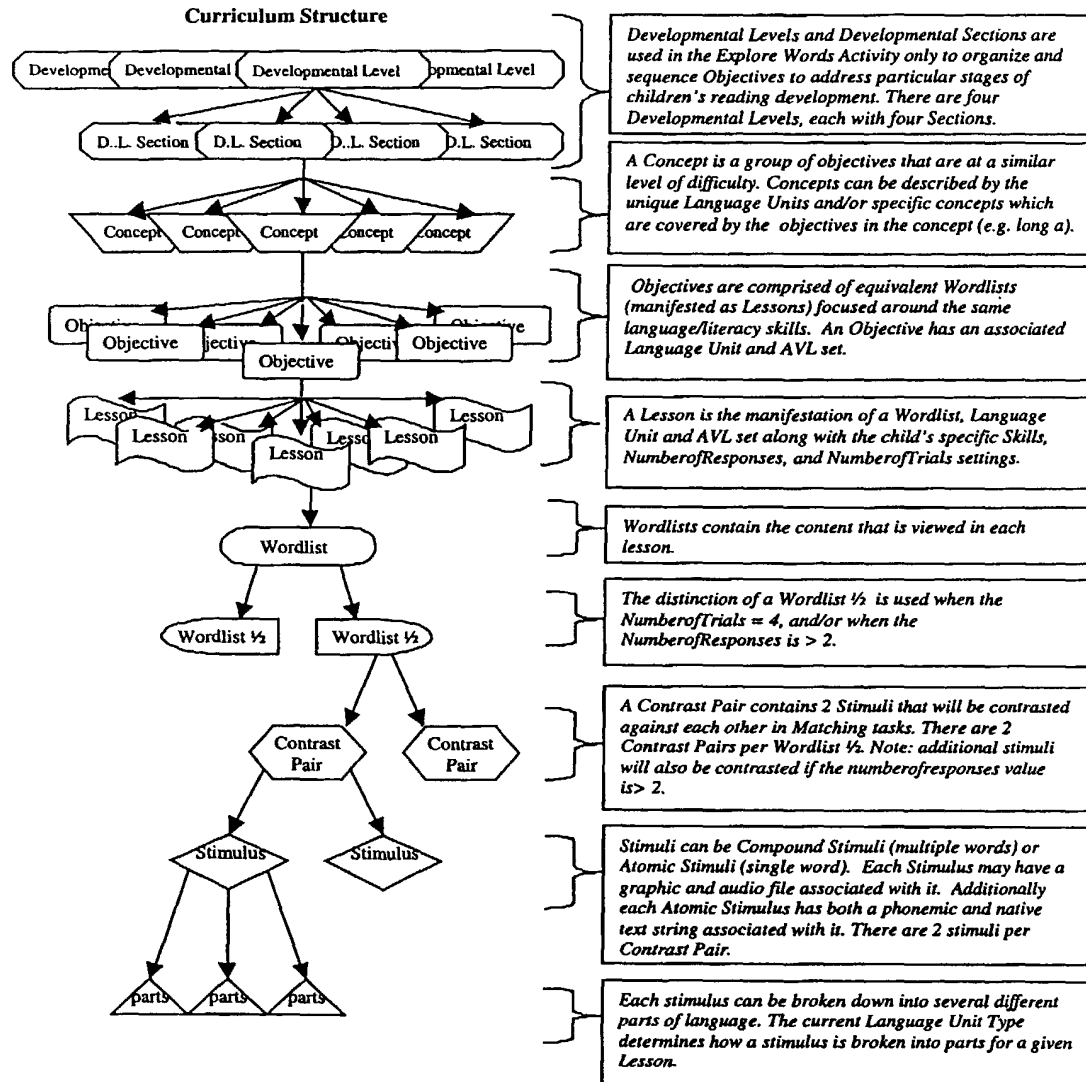 Curriculum Structure
Developme Developmental Developmental Level opmental Level
D..L. Section D.L. Section D..L. Section D.L. Section
Concept Concept Concept Concept oncept
Objective Objective
Objective jective Objective
Objective
Lesson Lesson
Lesson Lesson
Lesson
Wordlist
Wordlist ½ Wordlist ½
Contrast Contrast
Pair Pair
Stimulus Stimulus
parts parts parts
Developmental Levels and Developmental Sections are
used in the Explore Words Activity only to organize and
sequence Objectives to address particular stages of
children's reading development. There are four
Developmental Levels, each with four Sections.
A Concept is a group of objectives that are at a similar
level of difficulty. Concepts can be described by the
unique Language Units and/or specific concepts which
are covered by the objectives in the concept (e.g. long a).
Objectives are comprised of equivalent Wordlists
(manifested as Lessons) focused around the same
language/literacy skills. An Objective has an associated
Language Unit and AVL set.
A Lesson is the manifestation of a Wordlist, Language
Unit and AVL set along with the child's specific Skills,
NumberofResponses, and NumberofTrials settings.
Wordlists contain the content that is viewed in each
lesson.
The distinction of a Wordlist ½ is used when the
NumberofTrials = 4, and/or when the
NumberofResponses is > 2.
A Contrast Pair contains 2 Stimuli that will be contrasted
against each other in Matching tasks. There are 2
Contrast Pairs per Wordlist ½. Note: additional stimuli
will also be contrasted if the numberofresponses value
is> 2.
Stimuli can be Compound Stimuli (multiple words) or
Atomic Stimuli (single word). Each Stimulus may have a
graphic and audio file associated with it. Additionally
each Atomic Stimulus has both a phonemic and native
text string associated with it. There are 2 stimuli per
Contrast Pair.
Each stimulus can be broken down into several different
parts of language. The current Language Unit Type
determines how a stimulus is broken into parts for a given
Lesson.